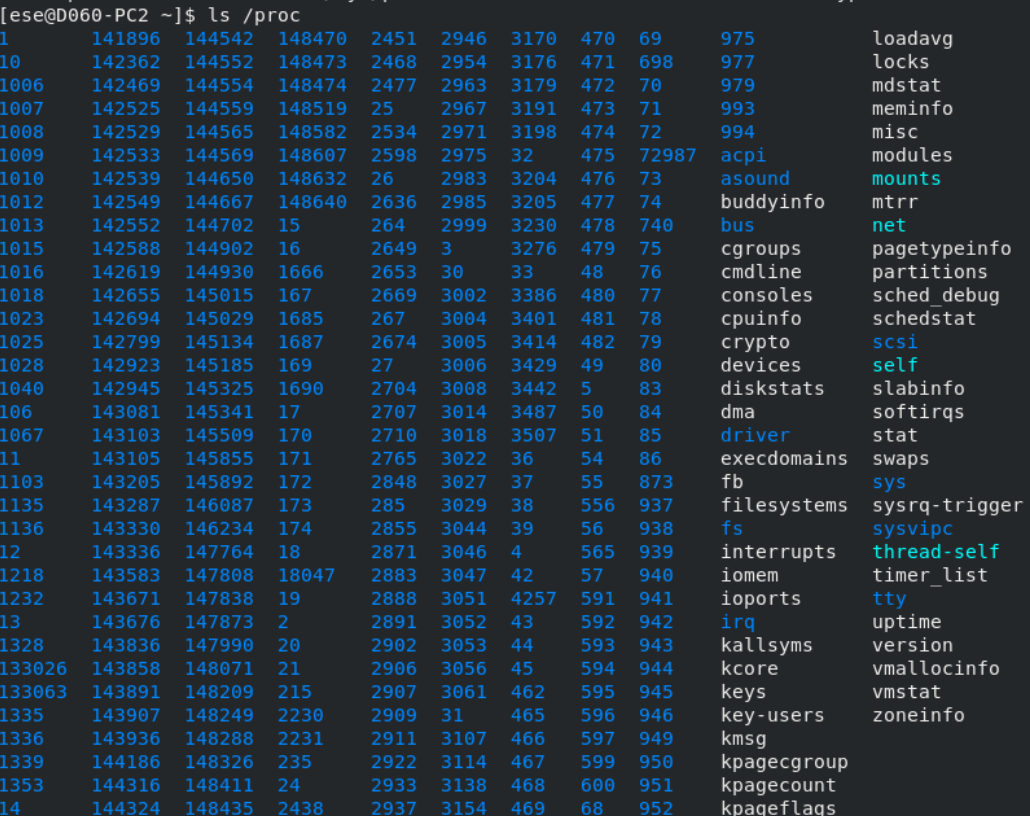 [ese@D060-PC2 ~]$ ls /proc
1 141896 144542 148470 2451 2946 3170 470 69 975 loadavg
10 142362 144552 148473 2468 2954 3176 471 698 977 locks
1006 142469 144554 148474 2477 2963 3179 472 70 979 mdstat
1007 142525 144559 148519 25 2967 3191 473 71 993 meminfo
1008 142529 144565 148582 2534 2971 3198 474 72 994 misc
1009 142533 144569 148607 2598 2975 32 475 72987 acpi modules
1010 142539 144650 148632 26 2983 3204 476 73 asound mounts
1012 142549 144667 148640 2636 2985 3205 477 74 buddyinfo mtrr
1013 142552 144702 15 264 2999 3230 478 740 bus net
1015 142588 144902 16 2649 3 3276 479 75 cgroups pagetypeinfo
1016 142619 144930 1666 2653 30 33 48 76 cmdline partitions
1018 142655 145015 167 2669 3002 3386 480 77 consoles sched_debug
1023 142694 145029 1685 267 3004 3401 481 78 cpuinfo schedstat
1025 142799 145134 1687 2674 3005 3414 482 79 crypto scsi
1028 142923 145185 169 27 3006 3429 49 80 devices self
1040 142945 145325 1690 2704 3008 3442 5 83 diskstats slabinfo
106 143081 145341 17 2707 3014 3487 50 84 dma softirqs
1067 143103 145509 170 2710 3018 3507 51 85 driver stat
11 143105 145855 171 2765 3022 36 54 86 execdomains swaps
1103 143205 145892 172 2848 3027 37 55 873 fb sys
1135 143287 146087 173 285 3029 38 556 937 filesystems sysrq-trigger
1136 143330 146234 174 2855 3044 39 56 938 fs sysvipc
12 143336 147764 18 2871 3046 4 565 939 interrupts thread-self
1218 143583 147808 18047 2883 3047 42 57 940 iomem timer_list
1232 143671 147838 19 2888 3051 4257 591 941 ioports tty
13 143676 147873 2 2891 3052 43 592 942 irq uptime
1328 143836 147990 20 2902 3053 44 593 943 kallsyms version
133026 143858 148071 21 2906 3056 45 594 944 kcore vmallocinfo
133063 143891 148209 215 2907 3061 462 595 945 keys vmstat
1335 143907 148249 2230 2909 31 465 596 946 key-users zoneinfo
1336 143936 148288 2231 2911 3107 466 597 949 kmsg
1339 144186 148326 235 2922 3114 467 599 950 kpagecgroup
1353 144316 148411 24 2933 3138 468 600 951 kpagecount
14 144324 148435 2438 2937 3154 469 68 952 kpageflags